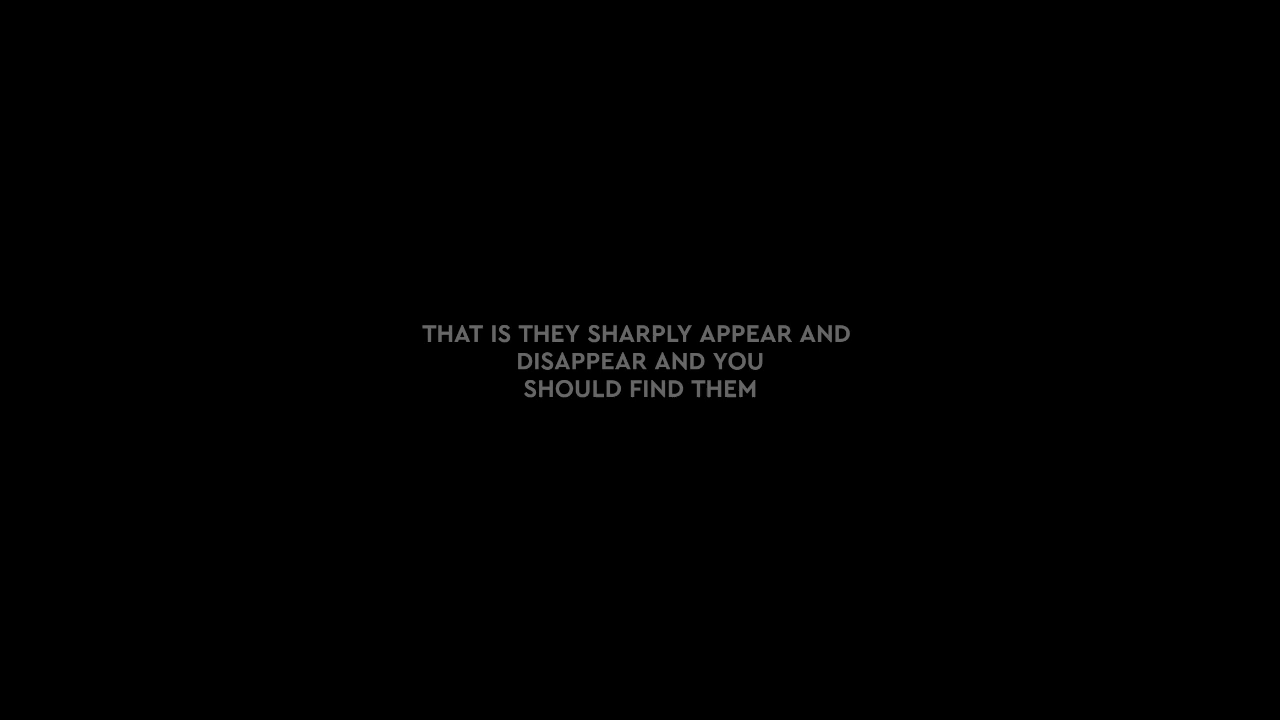 THAT IS THEY SHARPLY APPEAR AND
DISAPPEAR AND YOU
SHOULD FIND THEM